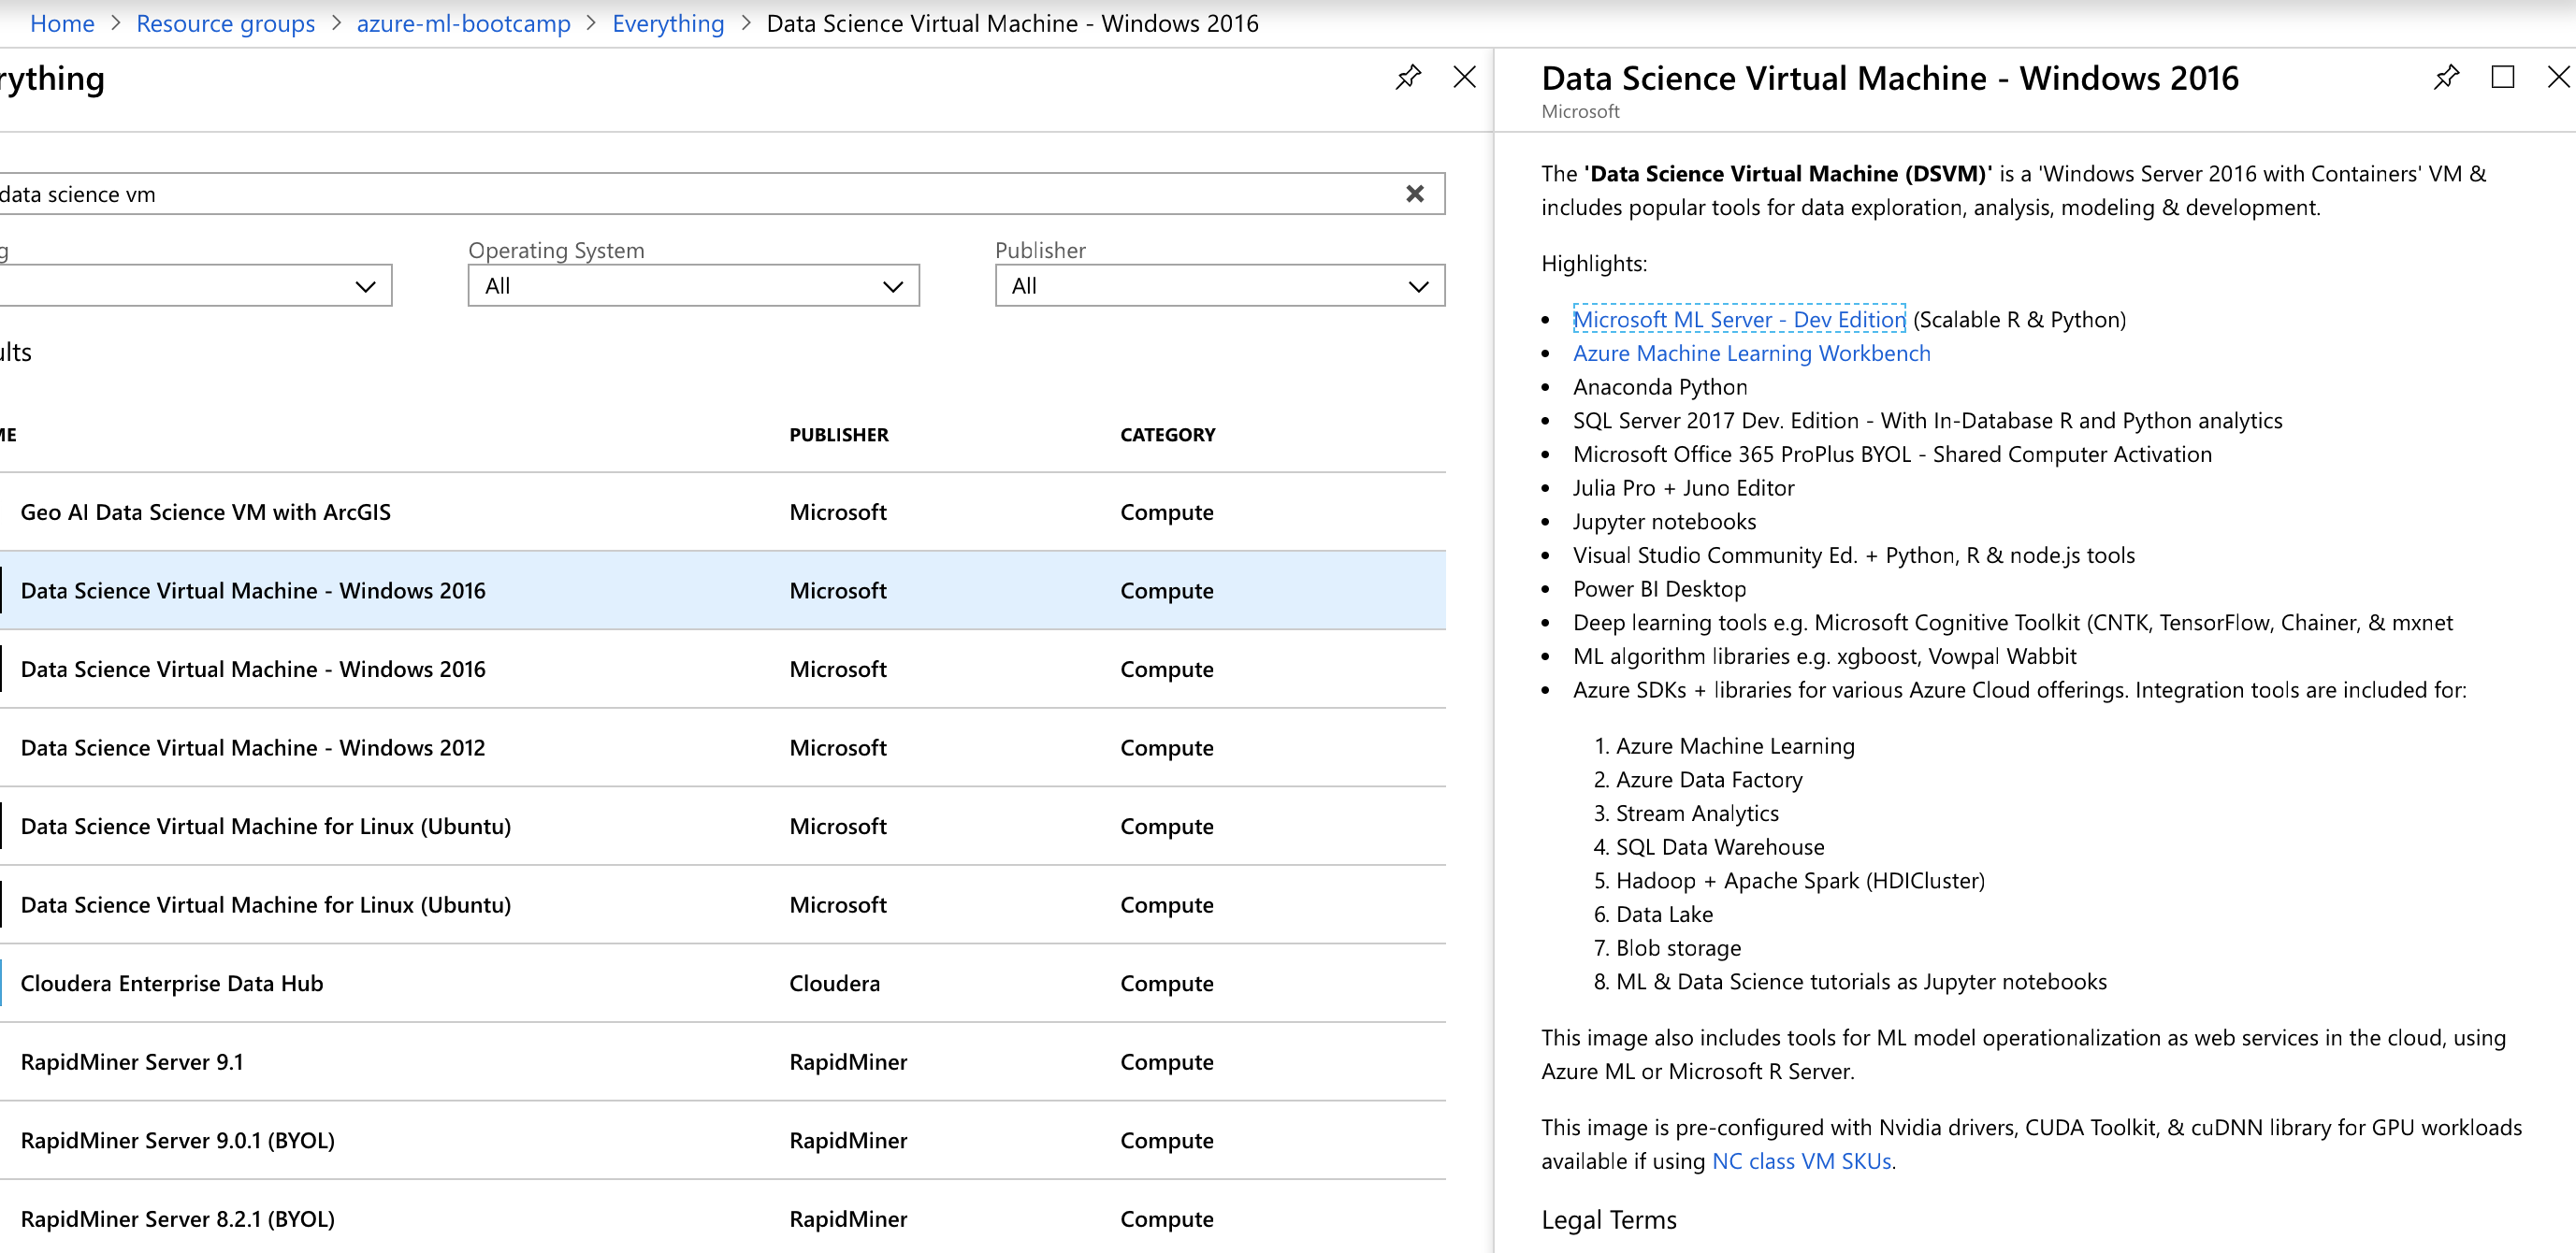 Home > Resource groups > azure-ml-bootcamp > Everything > Data Science Virtual Machine - Windows 2016
rything
data science vm
g
Operating System
Publisher
All
All
ults
ME
PUBLISHER
CATEGORY
Geo AI Data Science VM with ArcGIS Microsoft Compute
Data Science Virtual Machine - Windows 2016 Microsoft Compute
Data Science Virtual Machine - Windows 2016 Microsoft Compute
Data Science Virtual Machine - Windows 2012 Microsoft Compute
Data Science Virtual Machine for Linux (Ubuntu) Microsoft Compute
Data Science Virtual Machine for Linux (Ubuntu) Microsoft Compute
Cloudera Enterprise Data Hub Cloudera Compute
RapidMiner Server 9.1 RapidMiner Compute
RapidMiner Server 9.0.1 (BYOL) RapidMiner Compute
RapidMiner Server 8.2.1 (BYOL) RapidMiner Compute
Data Science Virtual Machine - Windows 2016
Microsoft
The 'Data Science Virtual Machine (DSVM)' is a 'Windows Server 2016 with Containers' VM &
includes popular tools for data exploration, analysis, modeling & development.
Highlights:
• Microsoft ML Server - Dev Edition (Scalable R & Python)
• Azure Machine Learning Workbench
• Anaconda Python
• SQL Server 2017 Dev. Edition - With In-Database R and Python analytics
• Microsoft Office 365 ProPlus BYOL - Shared Computer Activation
• Julia Pro + Juno Editor
• Jupyter notebooks
• Visual Studio Community Ed. + Python, R & node.js tools
• Power BI Desktop
• Deep learning tools e.g. Microsoft Cognitive Toolkit (CNTK, TensorFlow, Chainer, & mxnet
• ML algorithm libraries e.g. xgboost, Vowpal Wabbit
• Azure SDKs + libraries for various Azure Cloud offerings. Integration tools are included for:
1. Azure Machine Learning
2. Azure Data Factory
3. Stream Analytics
4. SQL Data Warehouse
5. Hadoop + Apache Spark (HDICluster)
6. Data Lake
7. Blob storage
8. ML & Data Science tutorials as Jupyter notebooks
This image also includes tools for ML model operationalization as web services in the cloud, using
Azure ML or Microsoft R Server.
This image is pre-configured with Nvidia drivers, CUDA Toolkit, & cuDNN library for GPU workloads
available if using NC class VM SKUs.
Legal Terms